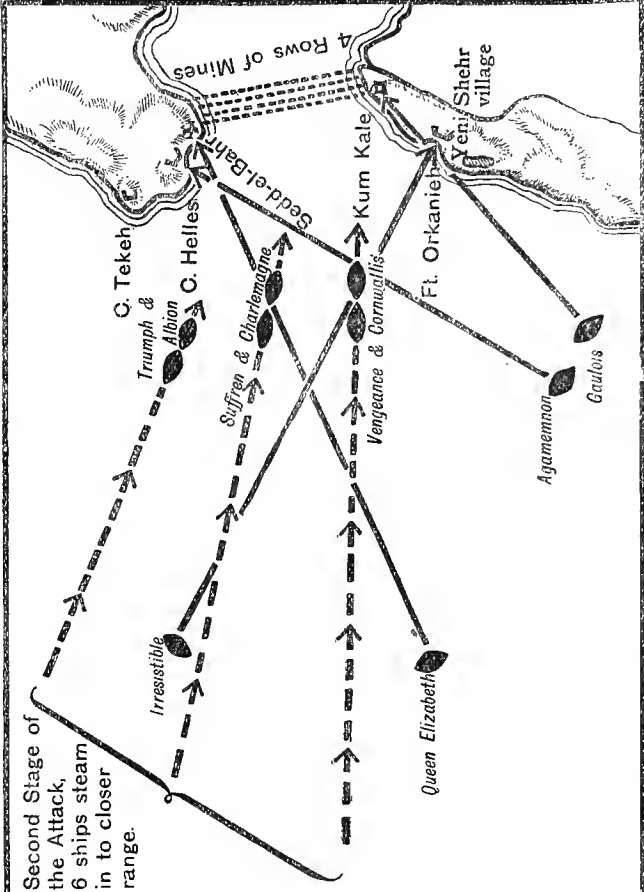 Second Stage of
the Attack,
6 ships steam
in to closer
range.
4 Rows of Mines
C. Tekeh
C. Helles
Sedd-el-Bahr
Kum Kale
Ft. Orkanieh
Yeni Shehr
village
Triumph &
Albion
Suffren & Charlemagne
Vengeance & Cornwallis
Irresistible
Queen Elizabeth
Agamemnon
Gaulois